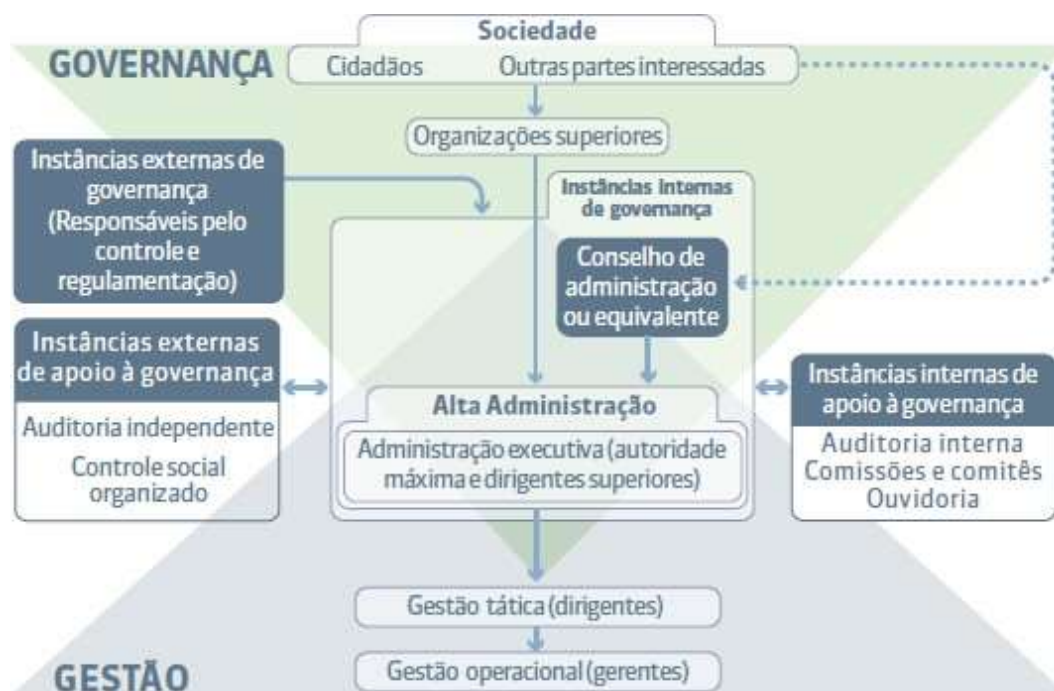 Sociedade
GOVERNANÇA
Cidadãos
Outras partes interessadas
Organizações superiores
Instâncias externas de
governança
(Responsáveis pelo
controle e
regulamentação)
Instâncias internas
de governança
Conselho de
administração
ou equivalente
Instâncias externas
de apoio à governança
Auditoria independente
Controle social
organizado
Alta Administração
Administração executiva (autoridade
máxima e dirigentes superiores)
Instâncias internas de
apoio à governança
Auditoria interna
Comissões e comitês
Ouvidoria
Gestão tática (dirigentes)
Gestão operacional (gerentes)
GESTÃO